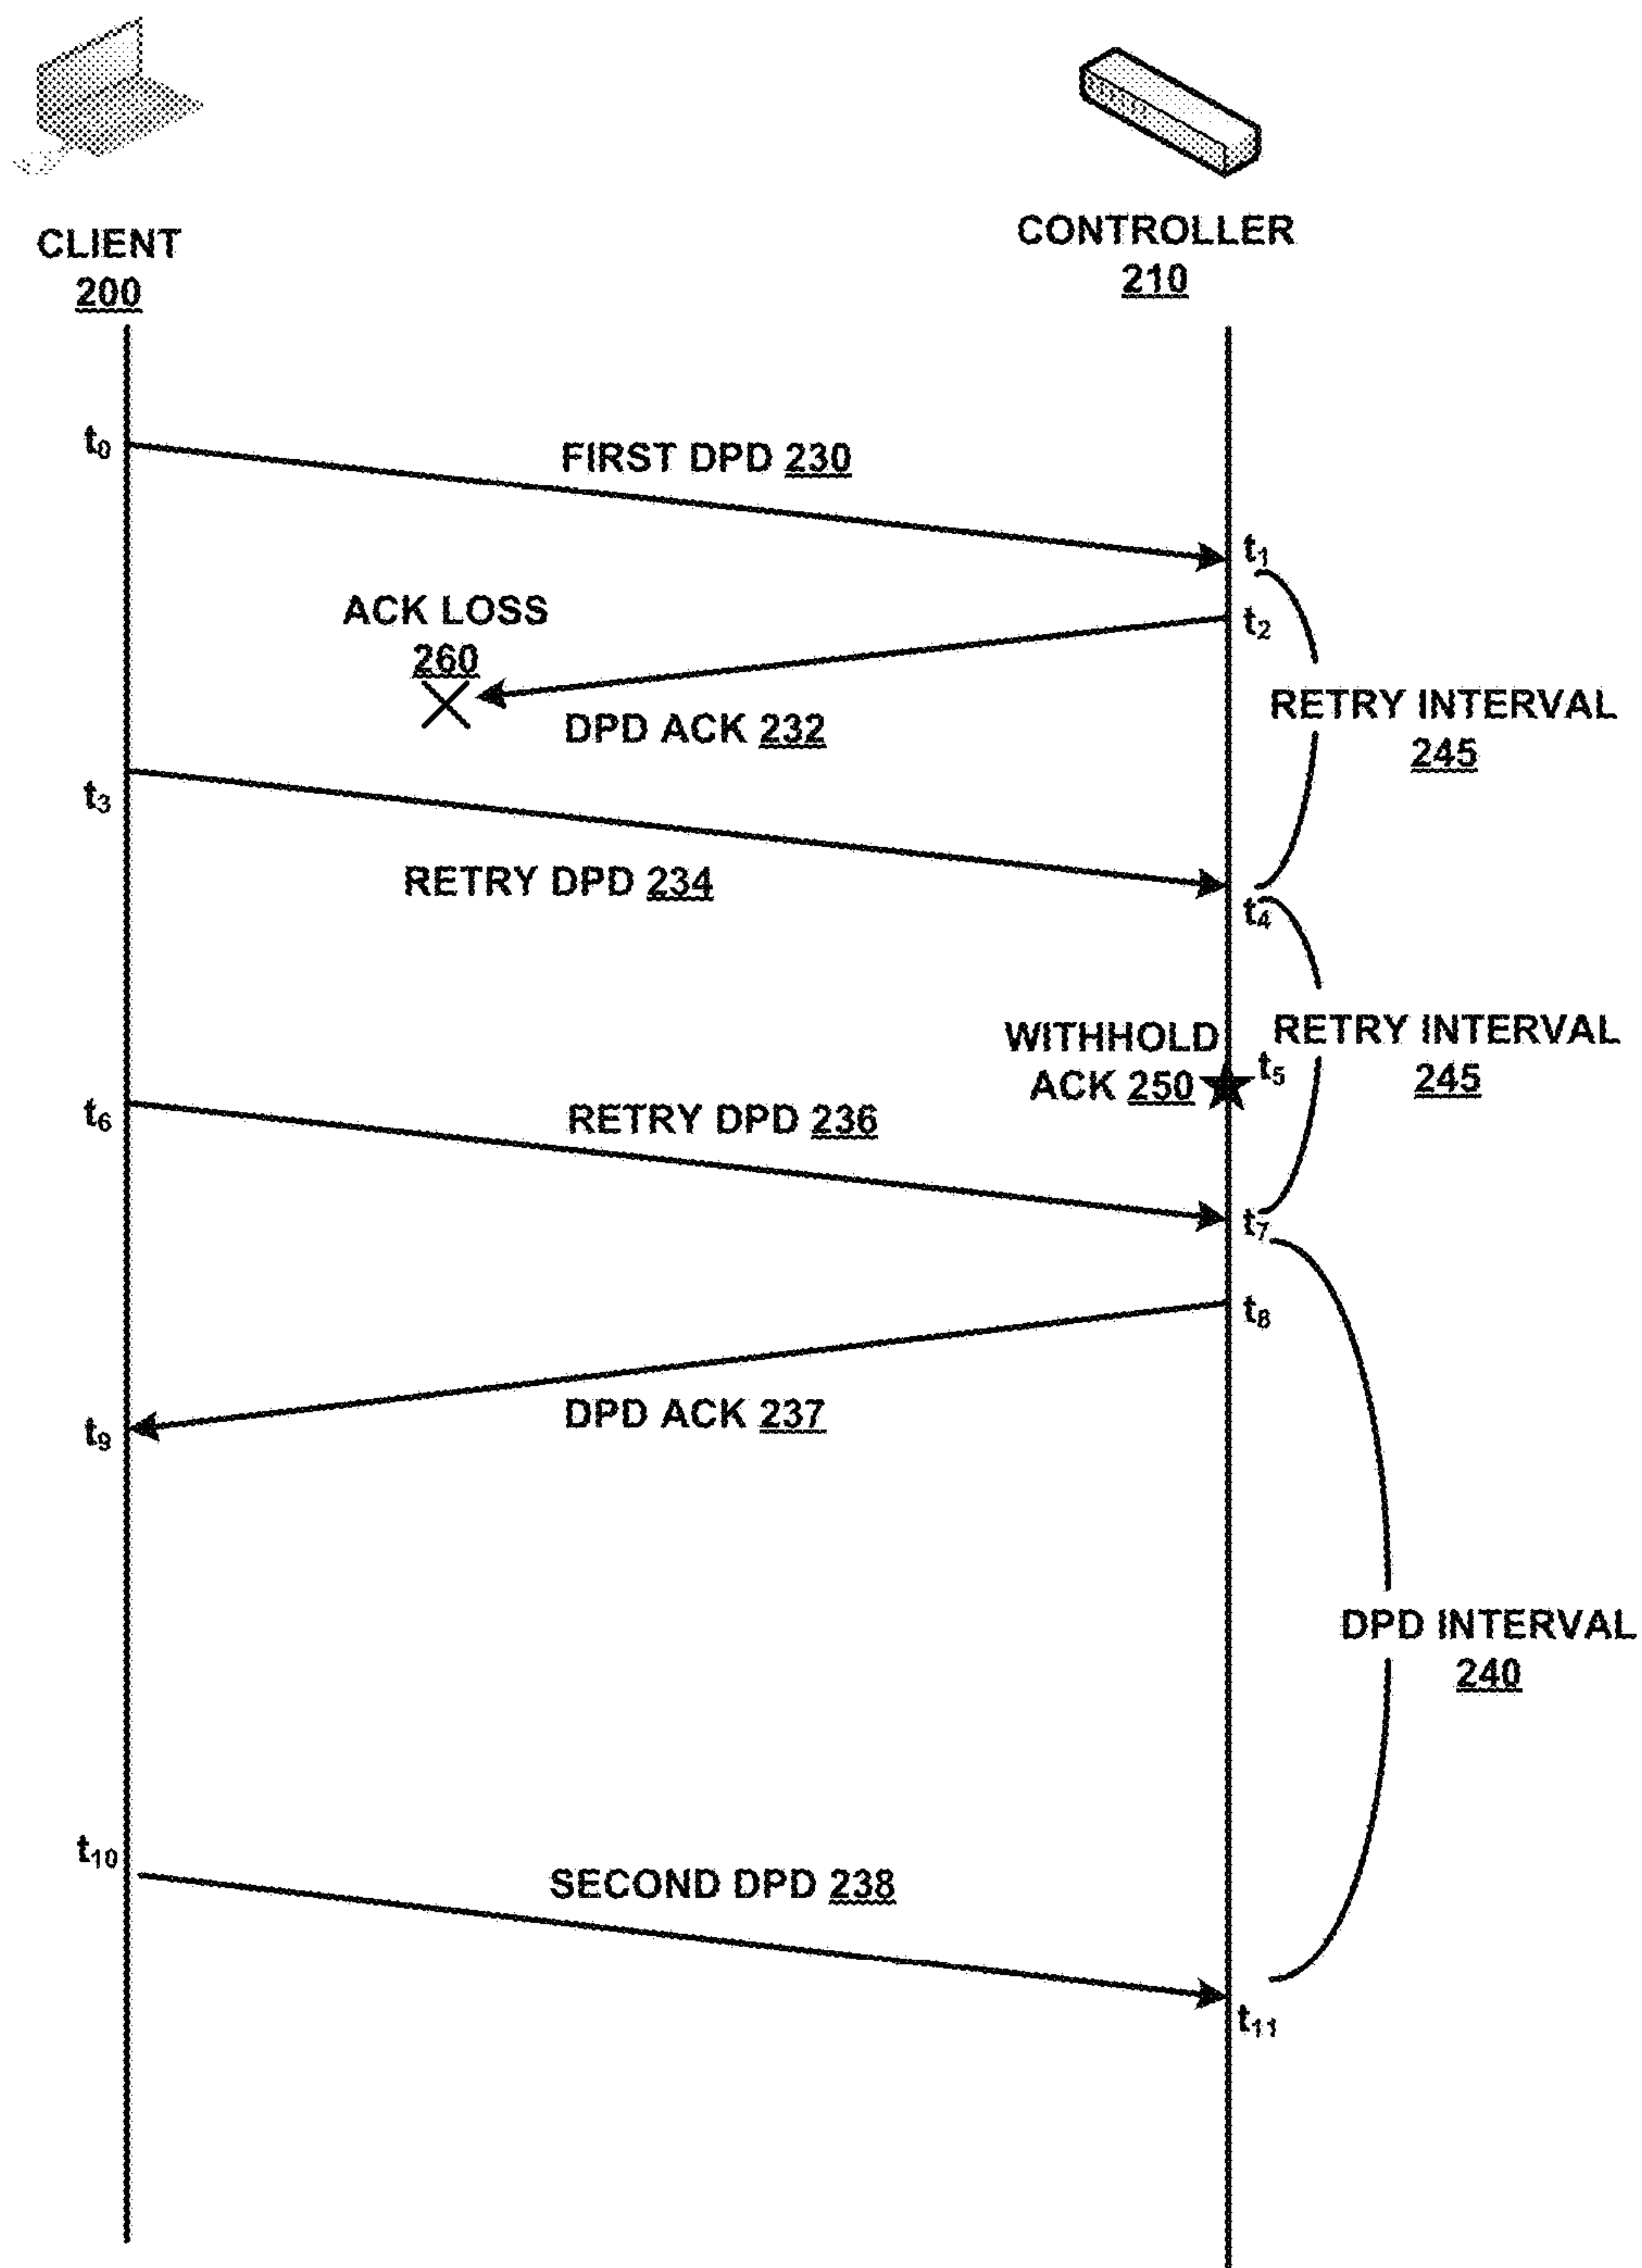 CLIENT
200
CONTROLLER
210
t0
FIRST DPD 230
t1
ACK LOSS
260
t2
DPD ACK 232
RETRY INTERVAL
245
t3
RETRY DPD 234
t4
WITHHOLD
ACK 250
t5
RETRY INTERVAL
245
t6
RETRY DPD 236
t7
t8
DPD ACK 237
t9
DPD INTERVAL
240
t10
SECOND DPD 238
t11